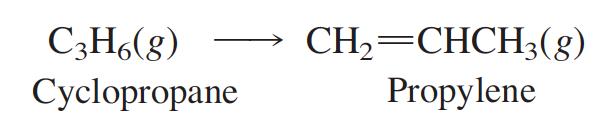 C₃H₆(g) ⟶ CH₂=CHCH₃(g)
Cyclopropane Propylene